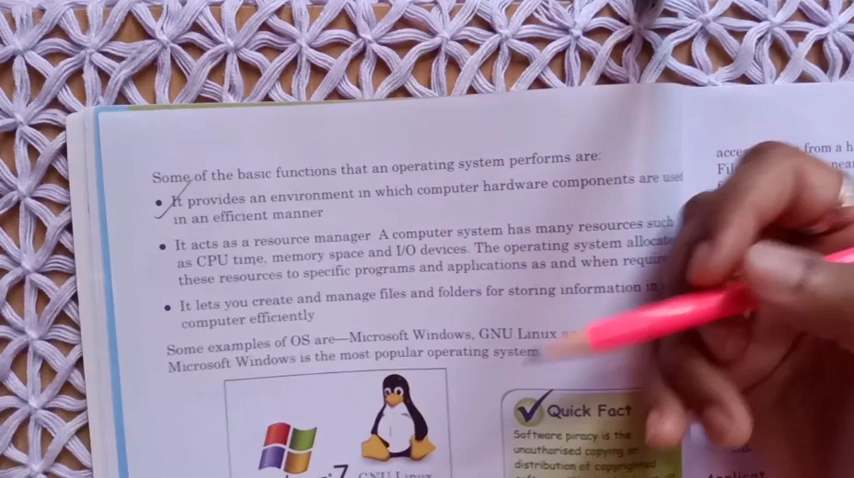 Some of the basic functions that an operating system performs are:
• It provides an environment in which computer hardware components are used
in an efficient manner
• It acts as a resource manager A computer system has many resources such
as CPU time, memory space and I/O devices. The operating system allocate
these resources to specific programs and applications as and when require
• It lets you create and manage files and folders for storing information in
computer efficiently
Some examples of OS are—Microsoft Windows, GNU Linux
Microsoft Windows is the most popular operating system
7
GNU Linux
Quick Fact
Software piracy is the
unauthorised copying or
distribution of copyrighted
from a h